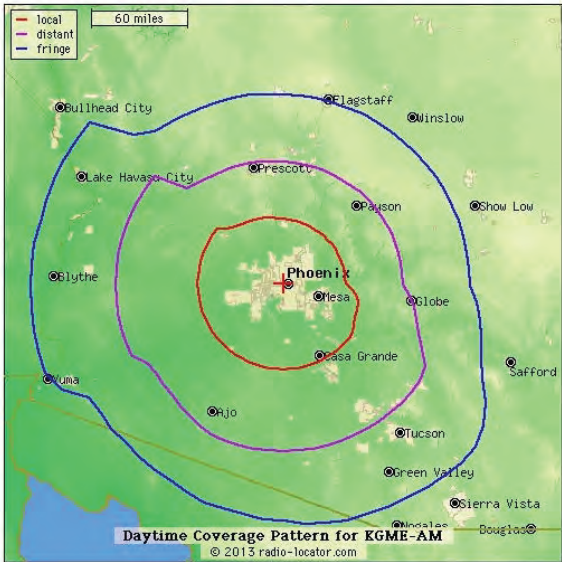 local
distant
fringe
60 miles
Bullhead City
Flagstaff
Winslow
Lake Havasu City
Prescott
Payson
Show Low
Blythe
Phoenix
Mesa
Globe
Casa Grande
Safford
Yuma
Ajo
Tucson
Green Valley
Sierra Vista
Nogales
Douglas
Daytime Coverage Pattern for KGME-AM
© 2013 radio-locator.com